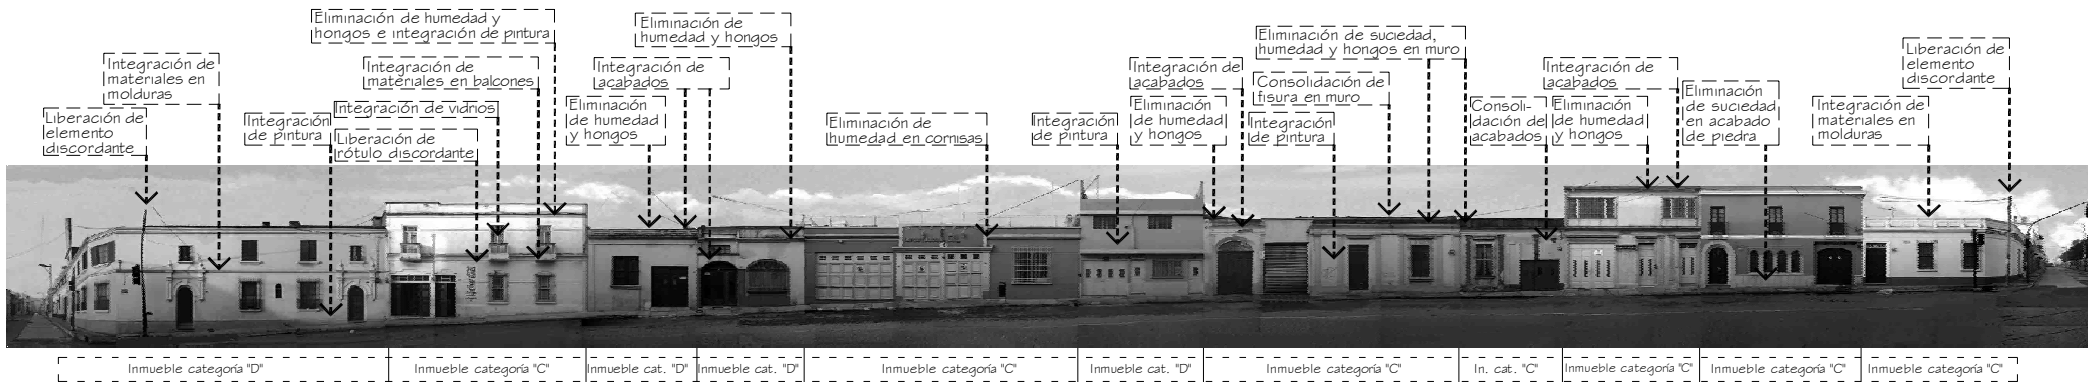 Liberación de
elemento
discordante
Integración de
materiales en
molduras
Integración
de pintura
Eliminación de humedad y
hongos e integración de pintura
Integración de
materiales en balcones
Integración de vidrios
Liberación de
rótulo discordante
Eliminación
de humedad
y hongos
Integración de
acabados
Eliminación de
humedad y hongos
Eliminación de
humedad en cornisas
Integración
de pintura
Integración de
acabados
Eliminación
de humedad
y hongos
Eliminación de suciedad,
humedad y hongos en muro
Consolidación de
fisura en muro
Integración
de pintura
Consoli-
dación de
acabados
Integración de
acabados
Eliminación
de humedad
y hongos
Eliminación
de suciedad
en acabado
de piedra
Integración de
materiales en
molduras
Liberación de
elemento
discordante
Inmueble categoría "D"
Inmueble categoría "C"
Inmueble cat. "D"
Inmueble cat. "D"
Inmueble categoría "C"
Inmueble cat. "D"
Inmueble categoría "C"
In. cat. "C"
Inmueble categoría "C"
Inmueble categoría "C"
Inmueble categoría "C"